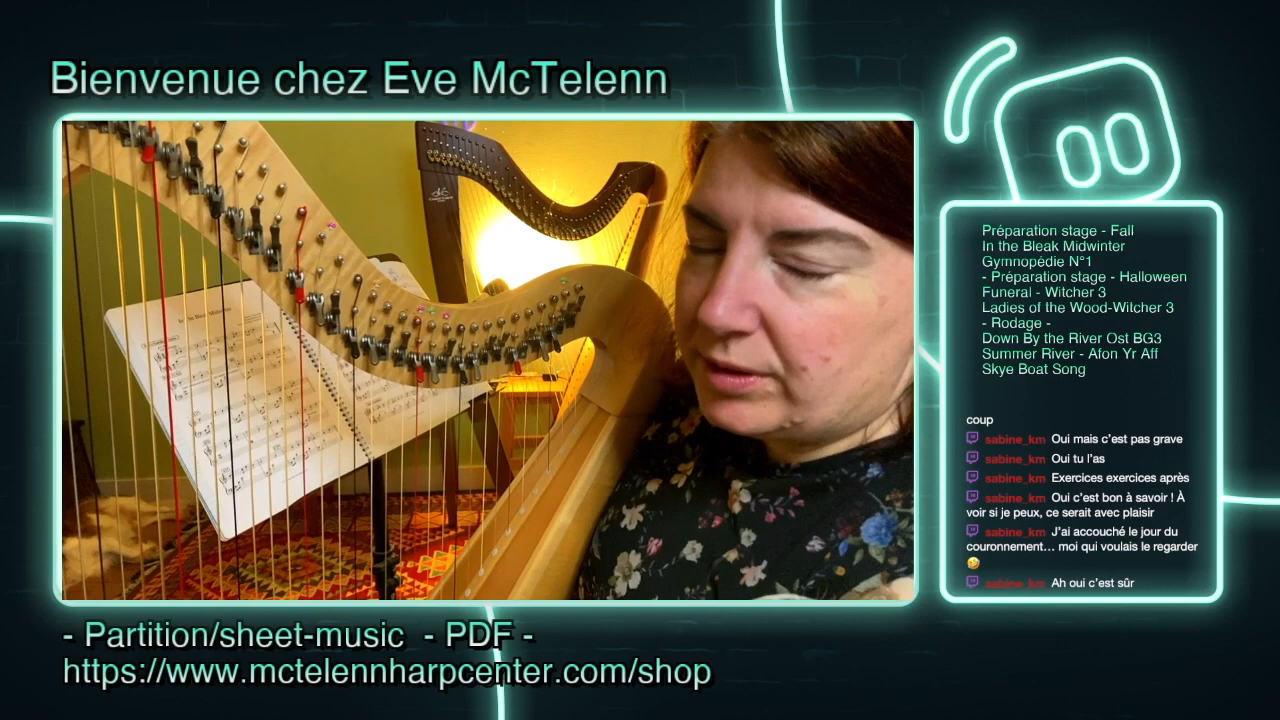 Bienvenue chez Eve McTelenn
In the Bleak Midwinter
Préparation stage - Fall
In the Bleak Midwinter
Gymnopédie N°1
- Préparation stage - Halloween
Funeral - Witcher 3
Ladies of the Wood-Witcher 3
- Rodage -
Down By the River Ost BG3
Summer River - Afon Yr Aff
Skye Boat Song
coup
sabine_km Oui mais c’est pas grave
sabine_km Oui tu l’as
sabine_km Exercices exercices après
sabine_km Oui c’est bon à savoir ! À
voir si je peux, ce serait avec plaisir
sabine_km J’ai accouché le jour du
couronnement… moi qui voulais le regarder
🤣
sabine_km Ah oui c’est sûr
- Partition/sheet-music - PDF -
https://www.mctelennharpcenter.com/shop